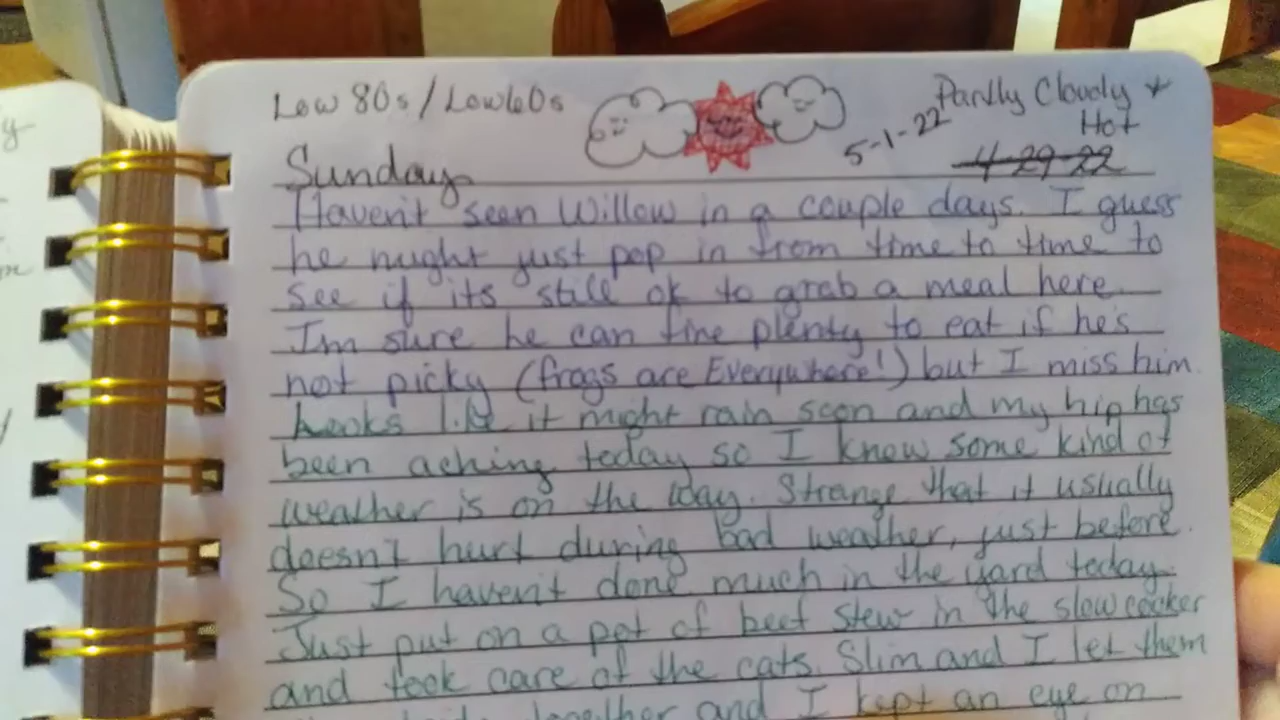 Low 80s / Low 60s
Partly Cloudy +
Hot
5-1-22
4-29-22
Sunday
Haven't seen Willow in a couple days. I guess
he might just pop in from time to time to
see if its still ok to grab a meal here.
I'm sure he can fine plenty to eat if he's
not picky (frogs are Everywhere!) but I miss him.
Looks like it might rain soon and my hip has
been aching today so I know some kind of
weather is on the way. Strange that it usually
doesn't hurt during bad weather, just before.
So I haven't done much in the yard today.
Just put on a pot of beef stew in the slow cooker
and took care of the cats. Slim and I let them
together and I kept an eye on